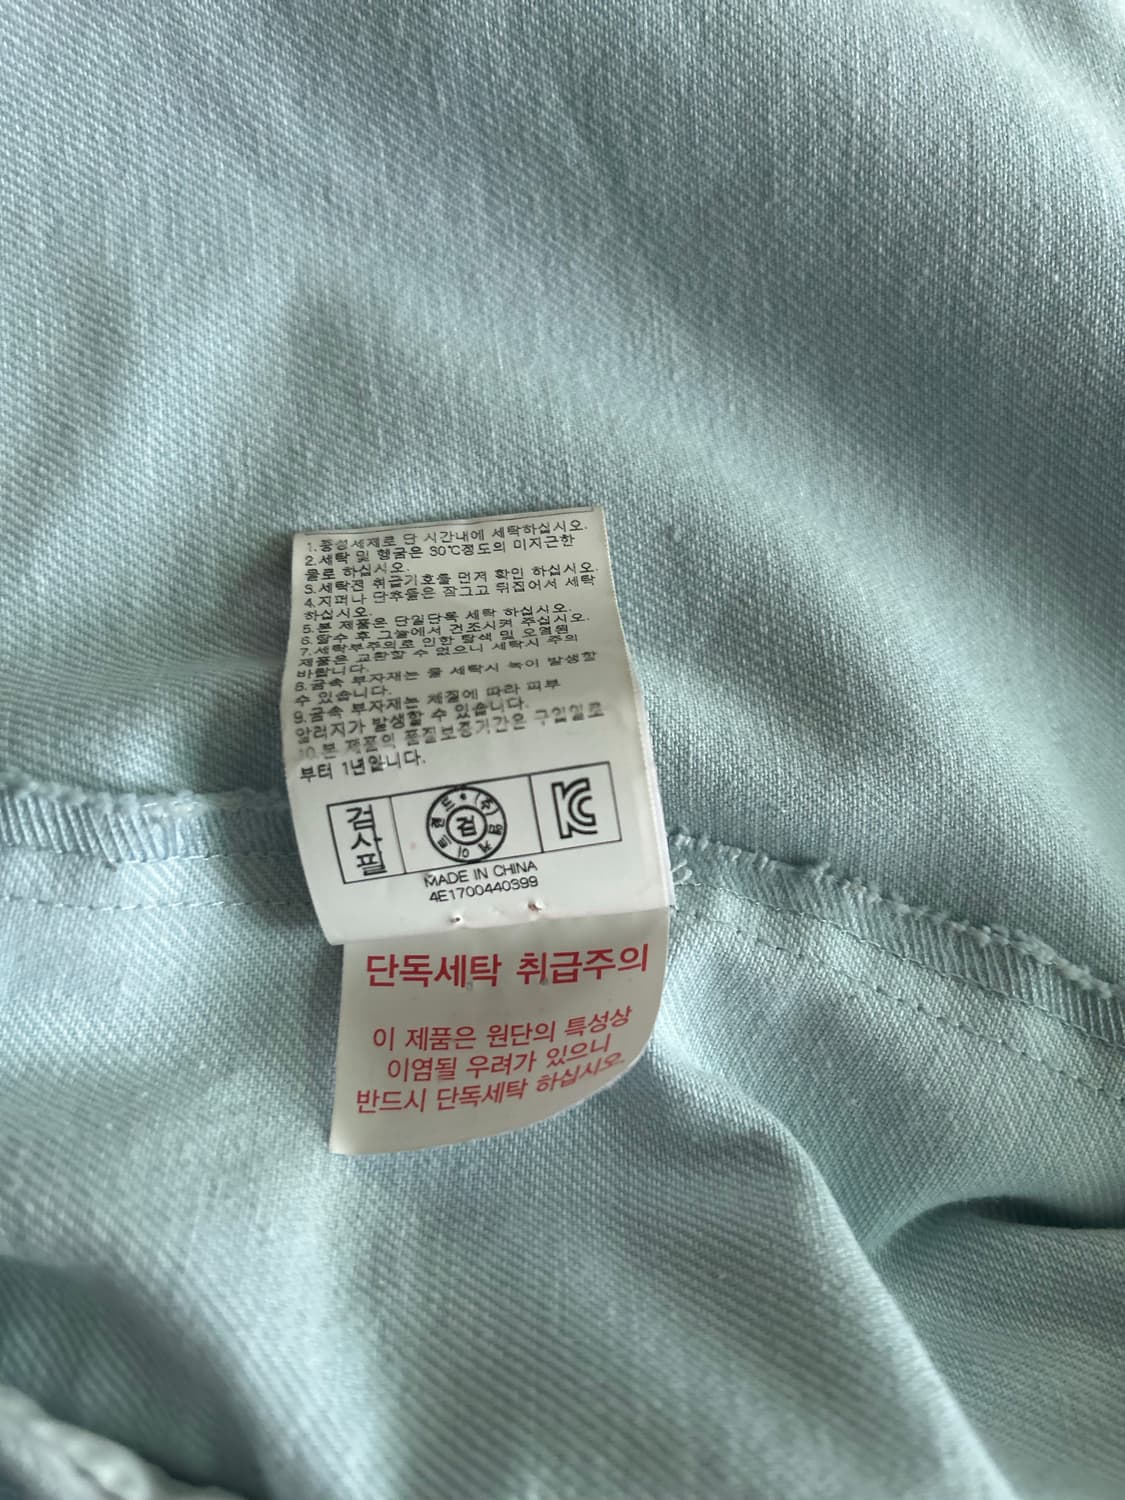 1.중성세제로 단 시간내에 세탁하십시오.
2.세탁 및 헹굼은 30℃정도의 미지근한
물로 하십시오.
3.세탁전 취급기호를 먼저 확인 하십시오.
4.지퍼나 단추들은 잠그고 뒤집어서 세탁
하십시오.
5.본 제품은 단일단독 세탁 하십시오.
6.탈수후 그늘에서 건조시켜 주십시오.
7.세탁부주의로 의한 탈색 및 오염된
제품은 교환할 수 없으니 세탁시 주의
바랍니다.
8.금속 부자재는 물 세탁시 녹이 발생할
수 있습니다.
9.금속 부자재는 체질에 따라 피부
알러지가 발생할 수 있습니다.
10.본 제품의 품질보증기간은 구입일로
부터 1년입니다.
검사필
(주)엠케이트렌드
검
MADE IN CHINA
4E1700440399
단독세탁 취급주의
이 제품은 원단의 특성상
이염될 우려가 있으니
반드시 단독세탁 하십시오.